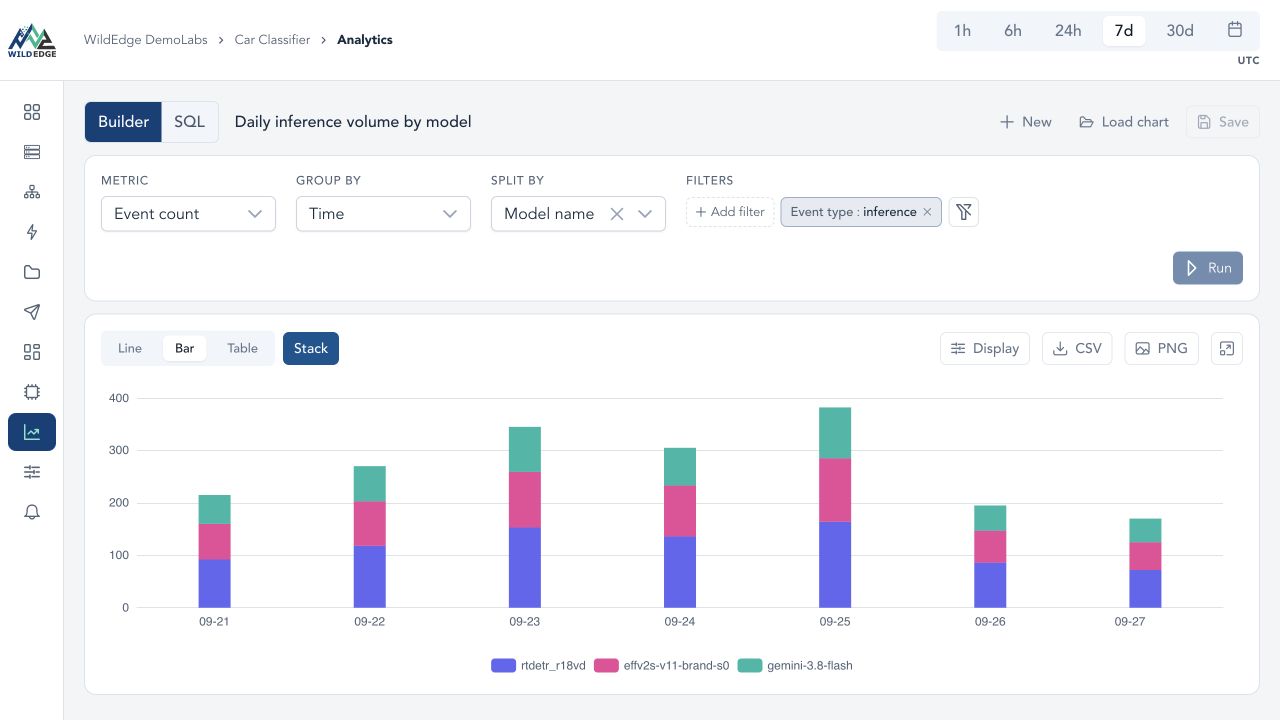 WILDEDGE
WildEdge DemoLabs > Car Classifier > Analytics
1h 6h 24h 7d 30d
UTC
Builder SQL Daily inference volume by model
New Load chart Save
METRIC GROUP BY SPLIT BY FILTERS
Event count Time Model name + Add filter Event type : inference
Run
Line Bar Table Stack Display CSV PNG
400
300
200
100
0
09-21 09-22 09-23 09-24 09-25 09-26 09-27
rtdetr_r18vd effv2s-v11-brand-s0 gemini-3.8-flash